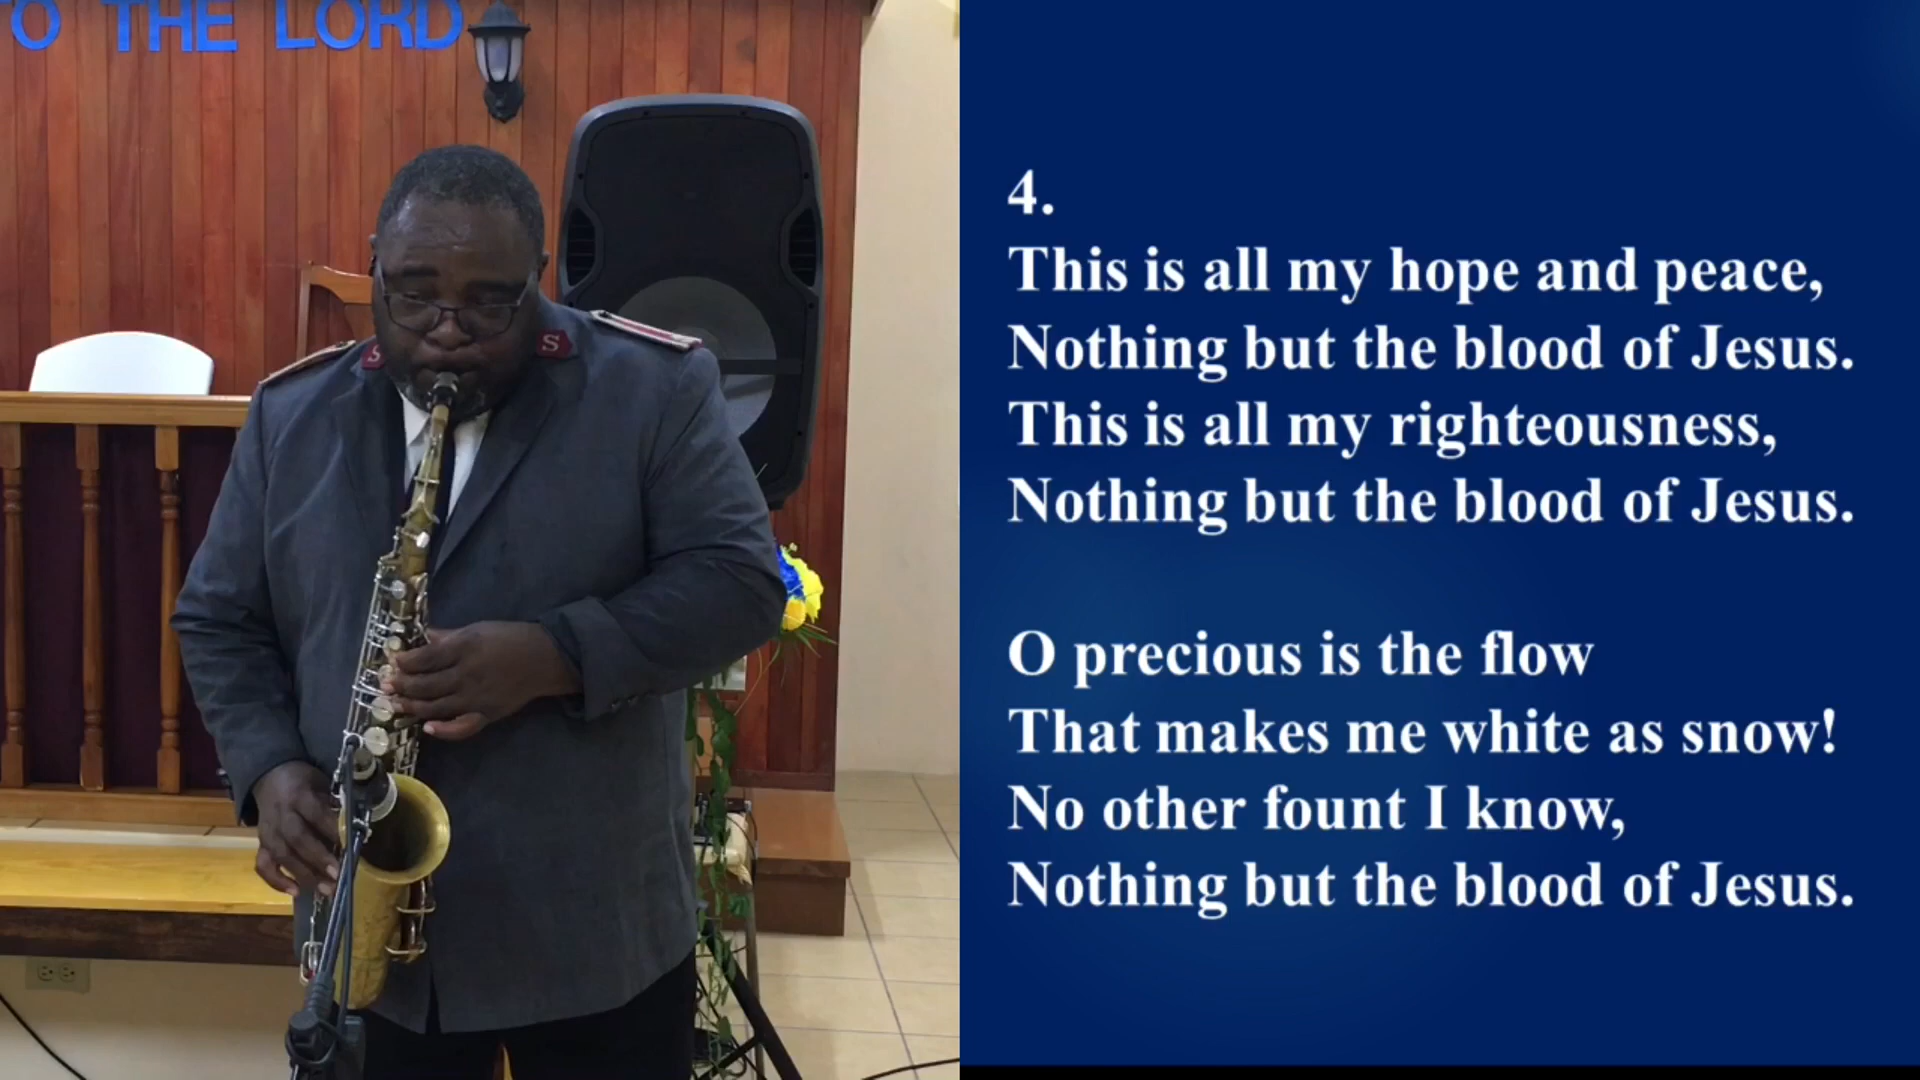 TO THE LORD
S S
4.
This is all my hope and peace,
Nothing but the blood of Jesus.
This is all my righteousness,
Nothing but the blood of Jesus.
O precious is the flow
That makes me white as snow!
No other fount I know,
Nothing but the blood of Jesus.